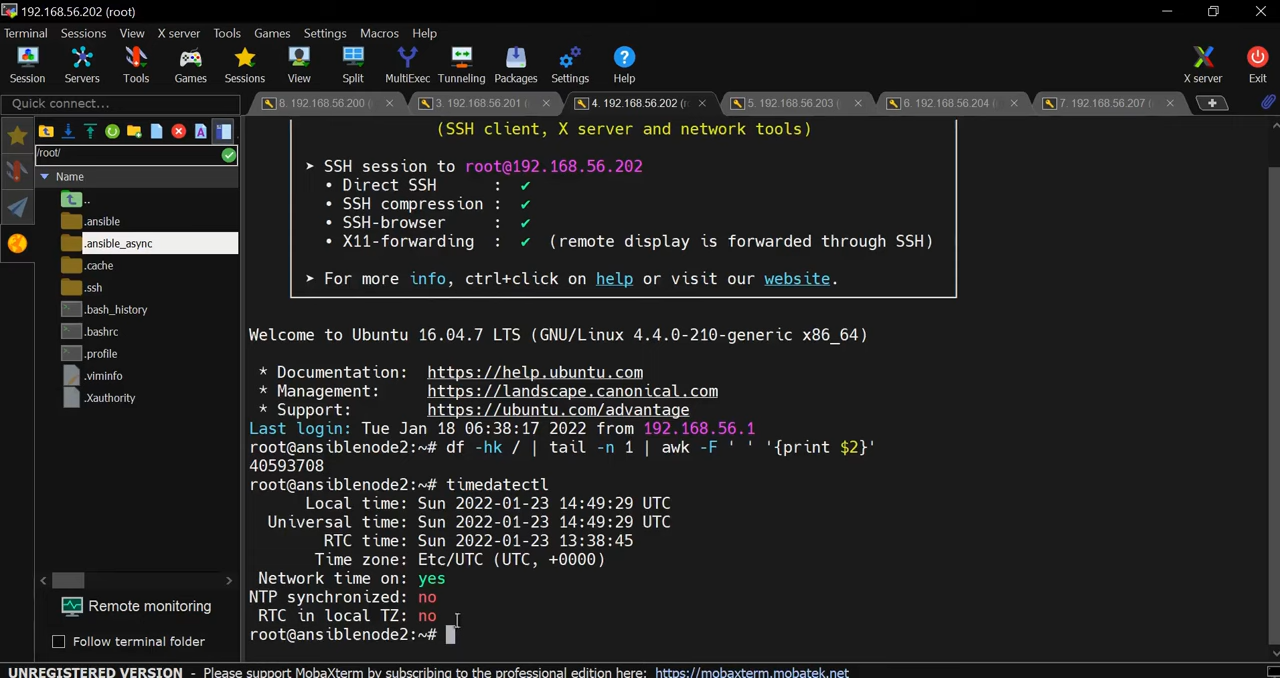 192.168.56.202 (root)
Terminal Sessions View X server Tools Games Settings Macros Help
Session Servers Tools Games Sessions View Split MultiExec Tunneling Packages Settings Help X server Exit
Quick connect...
8. 192.168.56.200 ( 3. 192.168.56.201 ( 4. 192.168.56.202 (r 5. 192.168.56.203 ( 6. 192.168.56.204 ( 7. 192.168.56.207 (
/root/
Name
..
.ansible
.ansible_async
.cache
.ssh
.bash_history
.bashrc
.profile
.viminfo
.Xauthority
Remote monitoring
Follow terminal folder
(SSH client, X server and network tools)
➤ SSH session to root@192.168.56.202
• Direct SSH : ✔
• SSH compression : ✔
• SSH-browser : ✔
• X11-forwarding : ✔ (remote display is forwarded through SSH)
➤ For more info, ctrl+click on help or visit our website.
Welcome to Ubuntu 16.04.7 LTS (GNU/Linux 4.4.0-210-generic x86_64)
* Documentation: https://help.ubuntu.com
* Management: https://landscape.canonical.com
* Support: https://ubuntu.com/advantage
Last login: Tue Jan 18 06:38:17 2022 from 192.168.56.1
root@ansiblenode2:~# df -hk / | tail -n 1 | awk -F ' ' '{print $2}'
40593708
root@ansiblenode2:~# timedatectl
Local time: Sun 2022-01-23 14:49:29 UTC
Universal time: Sun 2022-01-23 14:49:29 UTC
RTC time: Sun 2022-01-23 13:38:45
Time zone: Etc/UTC (UTC, +0000)
Network time on: yes
NTP synchronized: no
RTC in local TZ: no
root@ansiblenode2:~#
UNREGISTERED VERSION - Please support MobaXterm by subscribing to the professional edition here: https://mobaxterm.mobatek.net